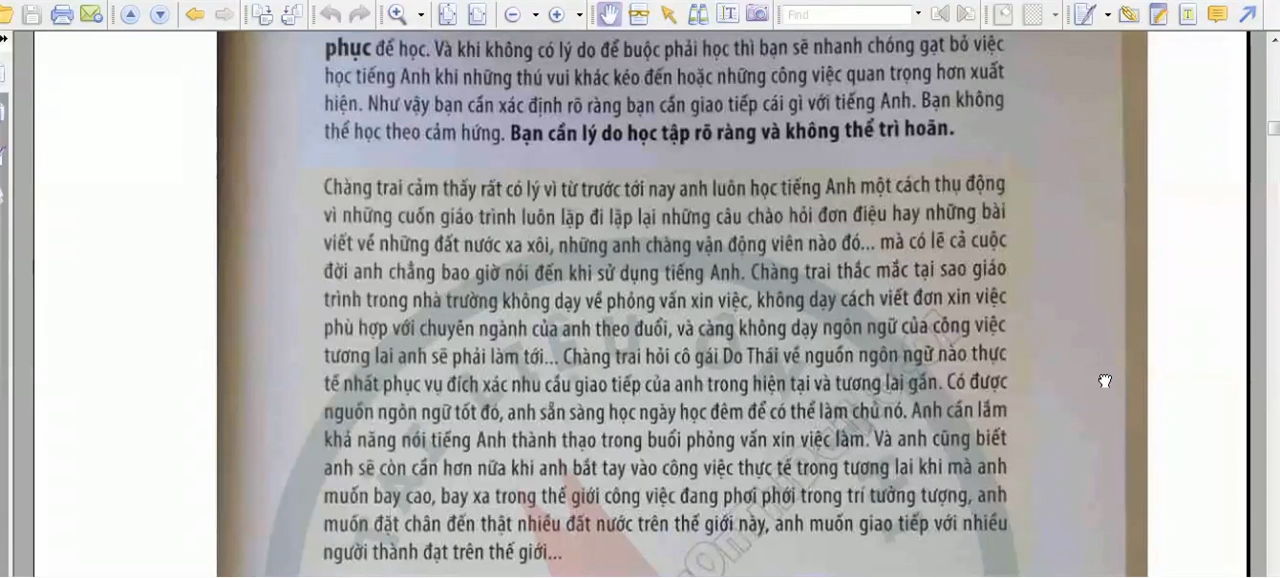 Find
phục để học. Và khi không có lý do để buộc phải học thì bạn sẽ nhanh chóng gạt bỏ việc
học tiếng Anh khi những thú vui khác kéo đến hoặc những công việc quan trọng hơn xuất
hiện. Như vậy bạn cần xác định rõ ràng bạn cần giao tiếp cái gì với tiếng Anh. Bạn không
thể học theo cảm hứng. Bạn cần lý do học tập rõ ràng và không thể trì hoãn.
Chàng trai cảm thấy rất có lý vì từ trước tới nay anh luôn học tiếng Anh một cách thụ động
vì những cuốn giáo trình luôn lặp đi lặp lại những câu chào hỏi đơn điệu hay những bài
viết về những đất nước xa xôi, những anh chàng vận động viên nào đó... mà có lẽ cả cuộc
đời anh chẳng bao giờ nói đến khi sử dụng tiếng Anh. Chàng trai thắc mắc tại sao giáo
trình trong nhà trường không dạy về phỏng vấn xin việc, không dạy cách viết đơn xin việc
phù hợp với chuyên ngành của anh theo đuổi, và càng không dạy ngôn ngữ của công việc
tương lai anh sẽ phải làm tới... Chàng trai hỏi cô gái Do Thái về nguồn ngôn ngữ nào thực
tế nhất phục vụ đích xác nhu cầu giao tiếp của anh trong hiện tại và tương lai gần. Có được
nguồn ngôn ngữ tốt đó, anh sẵn sàng học ngày học đêm để có thể làm chủ nó. Anh cần lắm
khả năng nói tiếng Anh thành thạo trong buổi phỏng vấn xin việc làm. Và anh cũng biết
anh sẽ còn cần hơn nữa khi anh bắt tay vào công việc thực tế trong tương lai khi mà anh
muốn bay cao, bay xa trong thế giới công việc đang phơi phới trong trí tưởng tượng, anh
muốn đặt chân đến thật nhiều đất nước trên thế giới này, anh muốn giao tiếp với nhiều
người thành đạt trên thế giới...